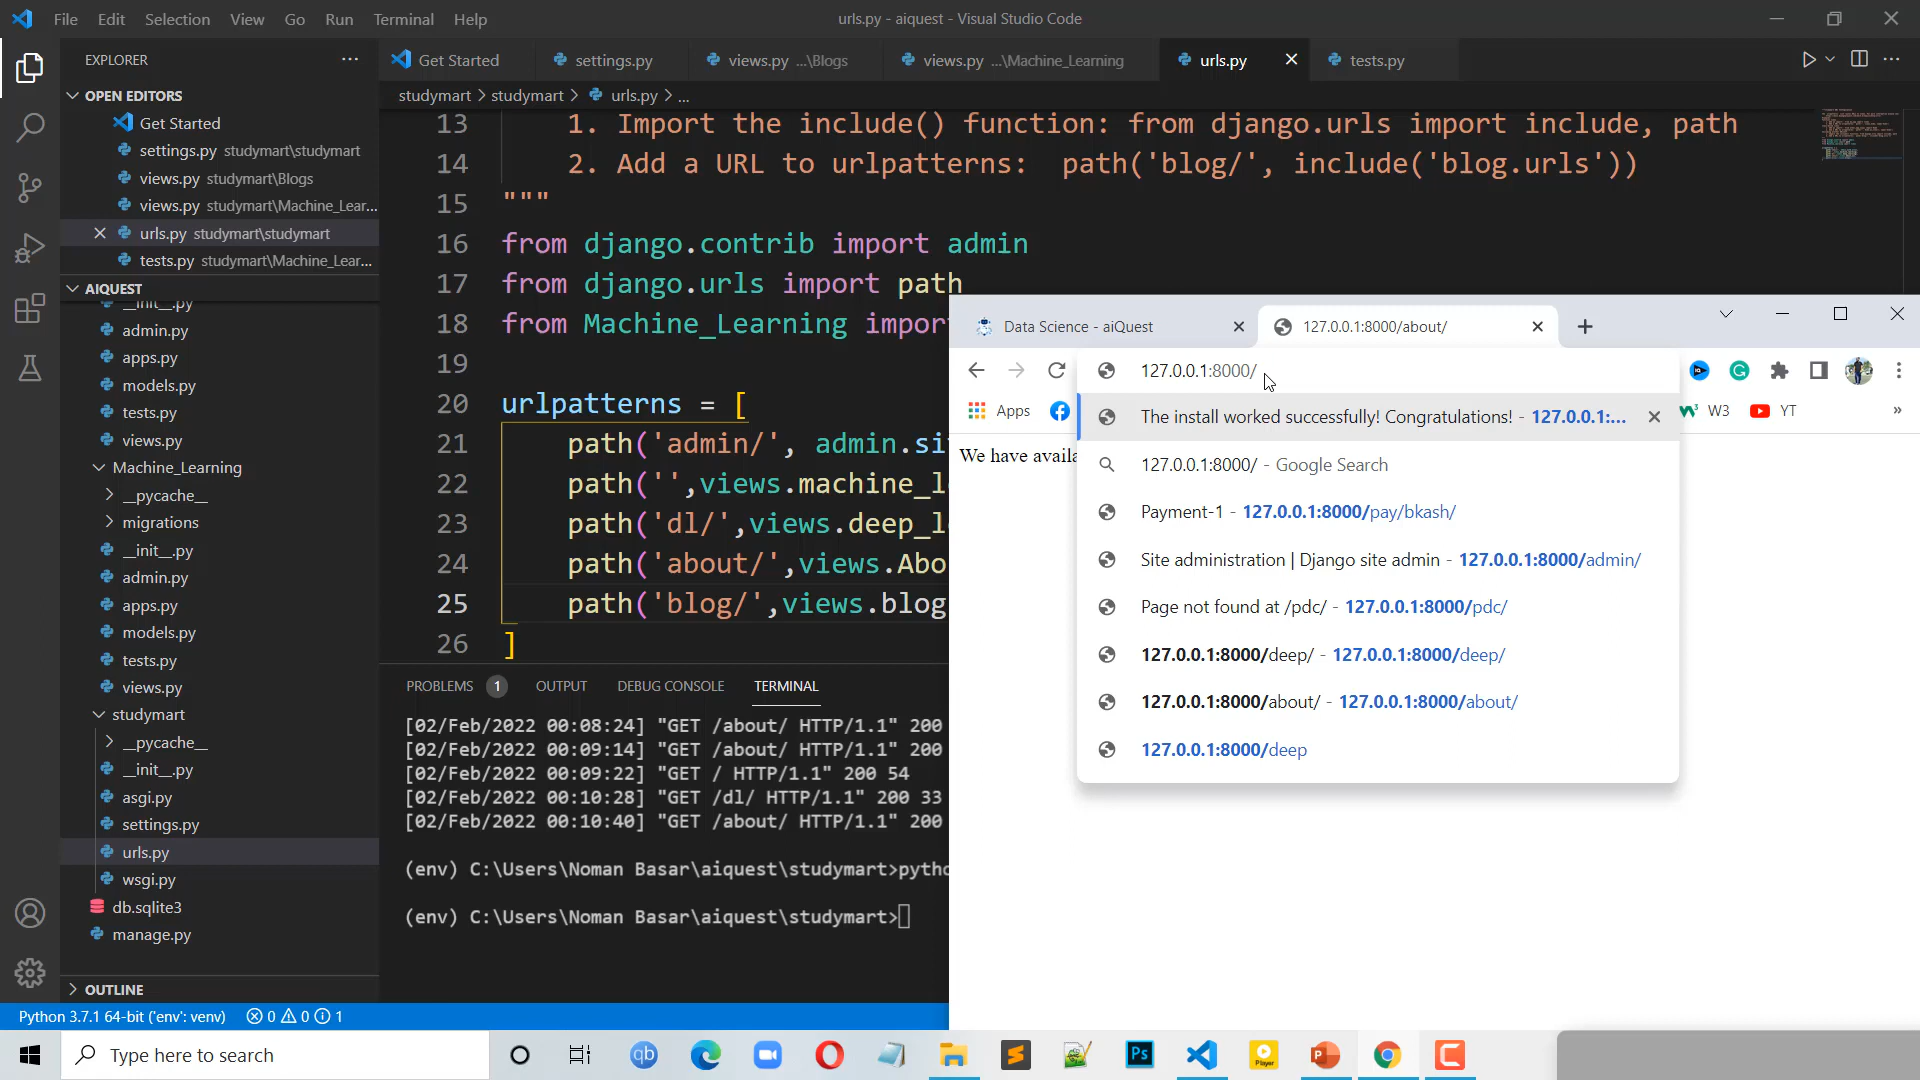 File Edit Selection View Go Run Terminal Help
urls.py - aiquest - Visual Studio Code
EXPLORER
Get Started
settings.py
views.py ...\Blogs
views.py ...\Machine_Learning
urls.py
tests.py
OPEN EDITORS
Get Started
settings.py studymart\studymart
views.py studymart\Blogs
views.py studymart\Machine_Lear...
urls.py studymart\studymart
tests.py studymart\Machine_Lear...
AIQUEST
__init__.py
admin.py
apps.py
models.py
tests.py
views.py
Machine_Learning
__pycache__
migrations
__init__.py
admin.py
apps.py
models.py
tests.py
views.py
studymart
__pycache__
__init__.py
asgi.py
settings.py
urls.py
wsgi.py
db.sqlite3
manage.py
OUTLINE
studymart > studymart > urls.py > ...
13 1. Import the include() function: from django.urls import include, path
14 2. Add a URL to urlpatterns:  path('blog/', include('blog.urls'))
15 """
16 from django.contrib import admin
17 from django.urls import path
18 from Machine_Learning import
19
20 urlpatterns = [
21 path('admin/', admin.si
22 path('',views.machine_l
23 path('dl/',views.deep_l
24 path('about/',views.Abo
25 path('blog/',views.blog
26 ]
PROBLEMS 1 OUTPUT DEBUG CONSOLE TERMINAL
[02/Feb/2022 00:08:24] "GET /about/ HTTP/1.1" 200
[02/Feb/2022 00:09:14] "GET /about/ HTTP/1.1" 200
[02/Feb/2022 00:09:22] "GET / HTTP/1.1" 200 54
[02/Feb/2022 00:10:28] "GET /dl/ HTTP/1.1" 200 33
[02/Feb/2022 00:10:40] "GET /about/ HTTP/1.1" 200
(env) C:\Users\Noman Basar\aiquest\studymart>pytho
(env) C:\Users\Noman Basar\aiquest\studymart>
Data Science - aiQuest
127.0.0.1:8000/about/
127.0.0.1:8000/
Apps
W3
YT
»
We have availa
The install worked successfully! Congratulations! - 127.0.0.1:...
127.0.0.1:8000/ - Google Search
Payment-1 - 127.0.0.1:8000/pay/bkash/
Site administration | Django site admin - 127.0.0.1:8000/admin/
Page not found at /pdc/ - 127.0.0.1:8000/pdc/
127.0.0.1:8000/deep/ - 127.0.0.1:8000/deep/
127.0.0.1:8000/about/ - 127.0.0.1:8000/about/
127.0.0.1:8000/deep
Python 3.7.1 64-bit ('env': venv) 0 0 1
Type here to search
qb
Ps
Player